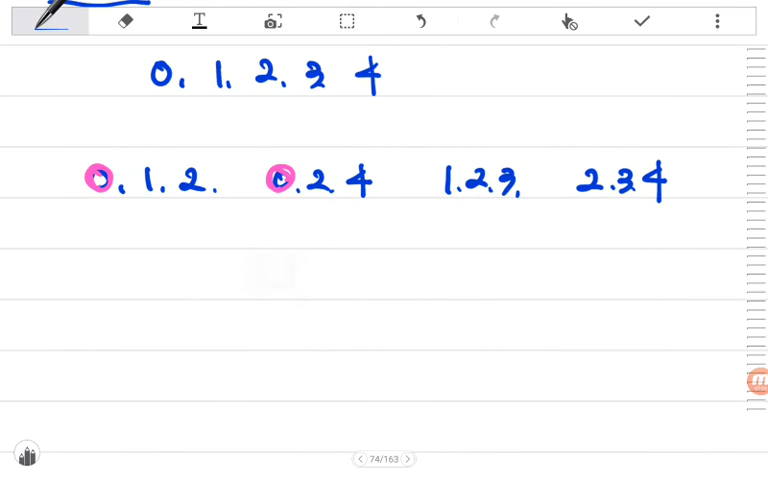 T
0. 1. 2. 3 4
0. 1. 2. 0. 2. 4 1. 2. 3. 2. 3 4
74/163